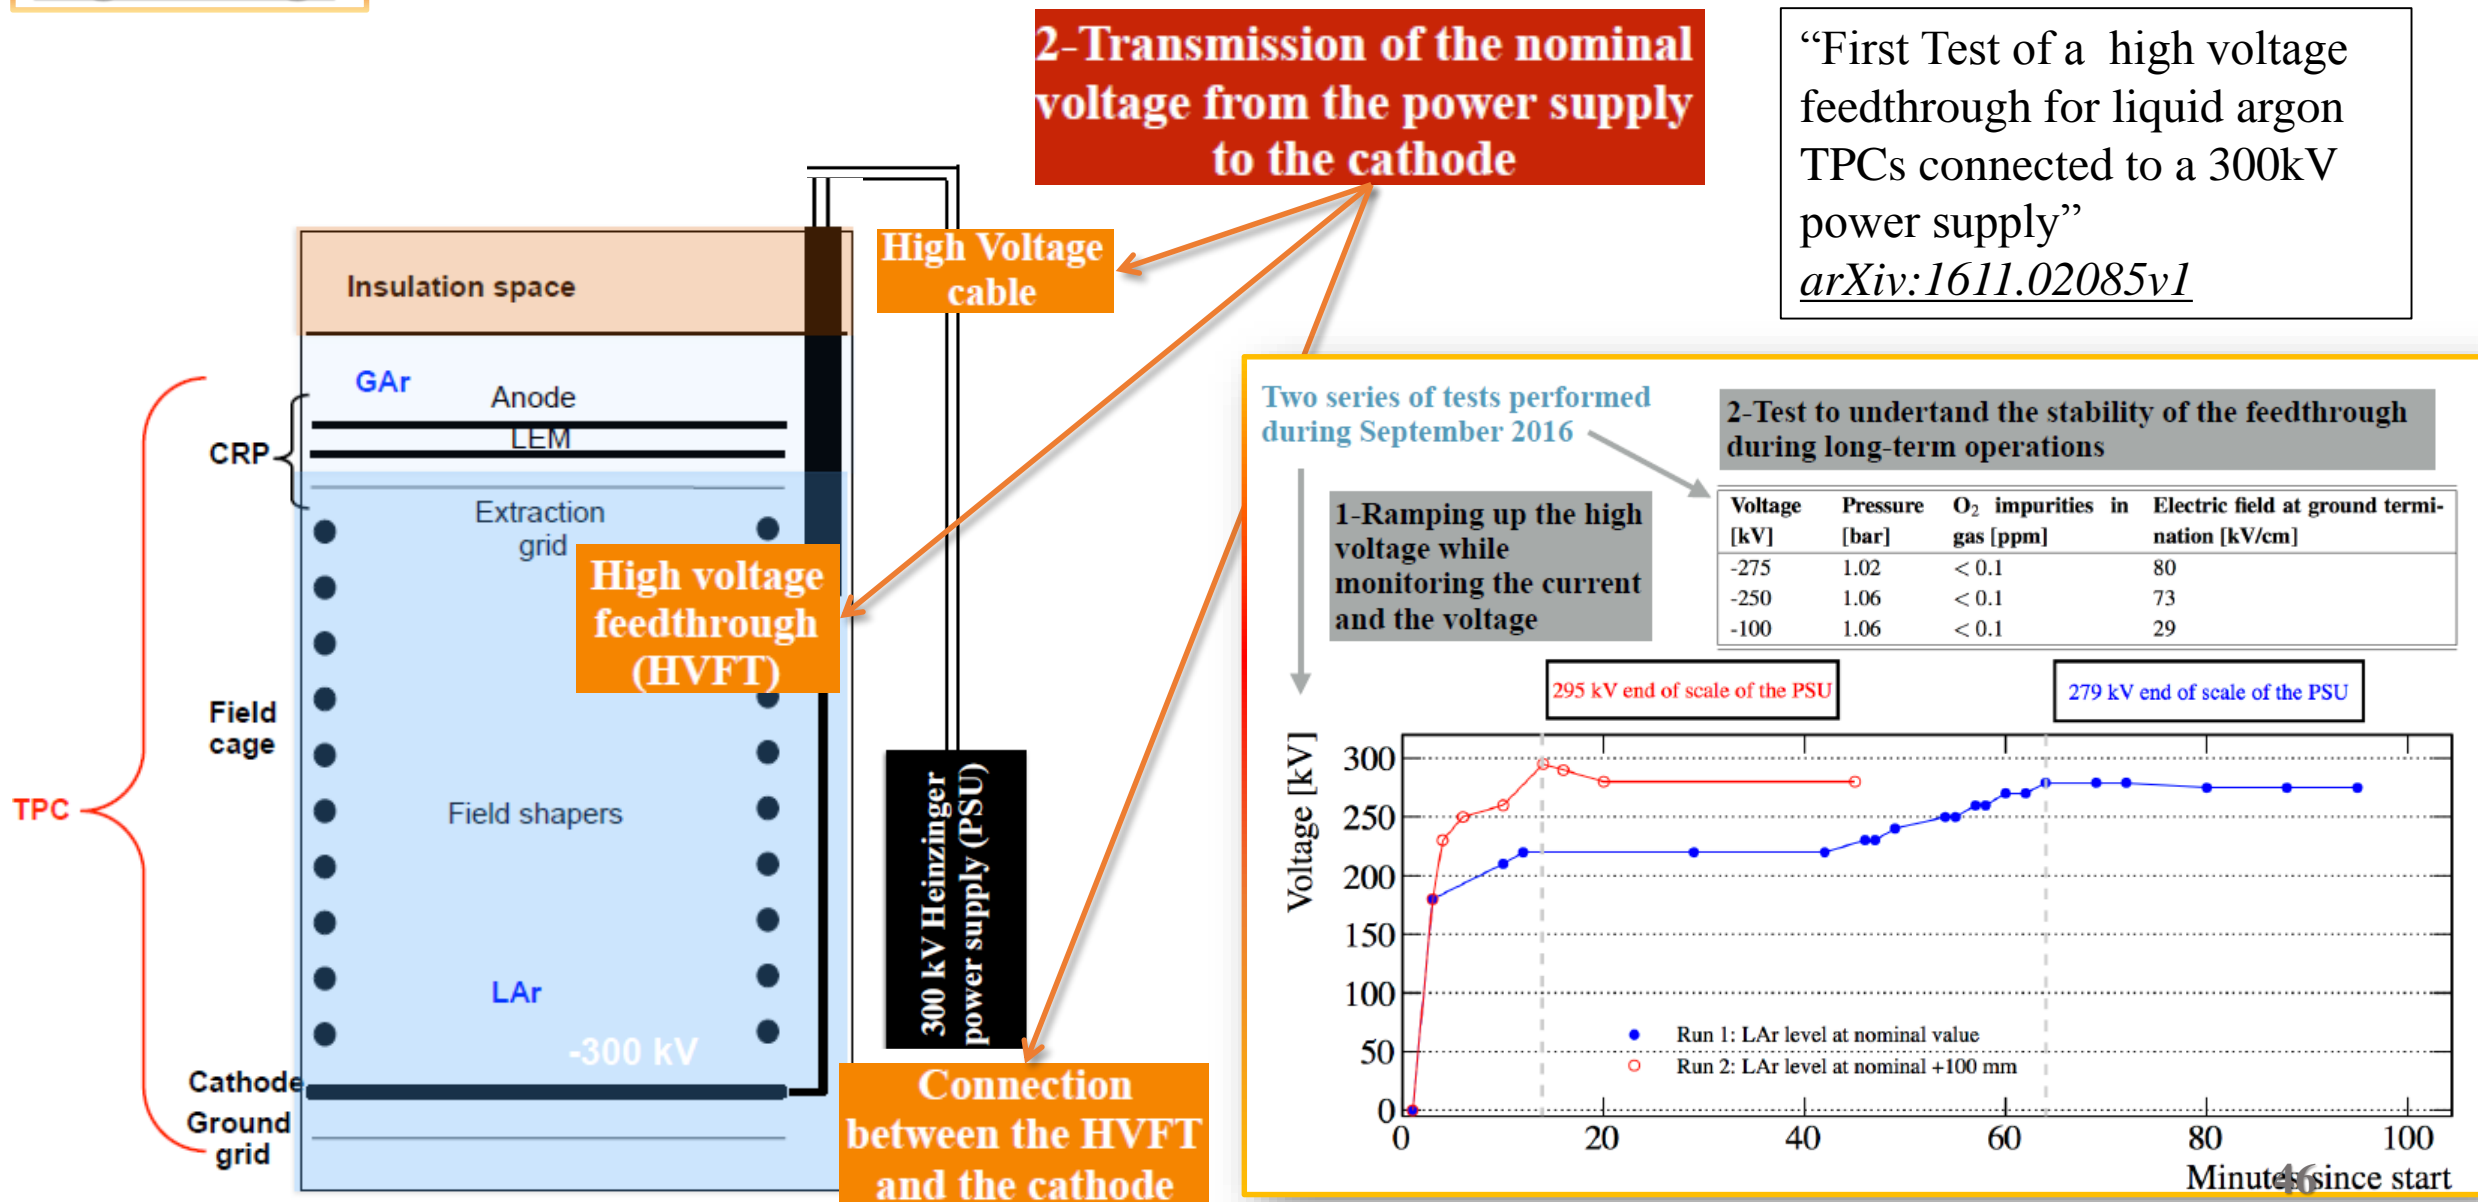 2-Transmission of the nominal
voltage from the power supply
to the cathode
“First Test of a high voltage
feedthrough for liquid argon
TPCs connected to a 300kV
power supply”
arXiv:1611.02085v1
High Voltage
cable
Insulation space
GAr
Anode
LEM
CRP
Extraction
grid
High voltage
feedthrough
(HVFT)
Field
cage
TPC
Field shapers
LAr
-300 kV
Cathode
Ground
grid
300 kV Heinzinger
power supply (PSU)
Connection
between the HVFT
and the cathode
Two series of tests performed
during September 2016
1-Ramping up the high
voltage while
monitoring the current
and the voltage
2-Test to undertand the stability of the feedthrough
during long-term operations
Voltage Pressure O2 impurities in Electric field at ground termi-
[kV] [bar] gas [ppm] nation [kV/cm]
-275 1.02 < 0.1 80
-250 1.06 < 0.1 73
-100 1.06 < 0.1 29
295 kV end of scale of the PSU
279 kV end of scale of the PSU
Voltage [kV]
300
250
200
150
100
50
0
Run 1: LAr level at nominal value
Run 2: LAr level at nominal +100 mm
0 20 40 60 80 100
Minutes since start
46